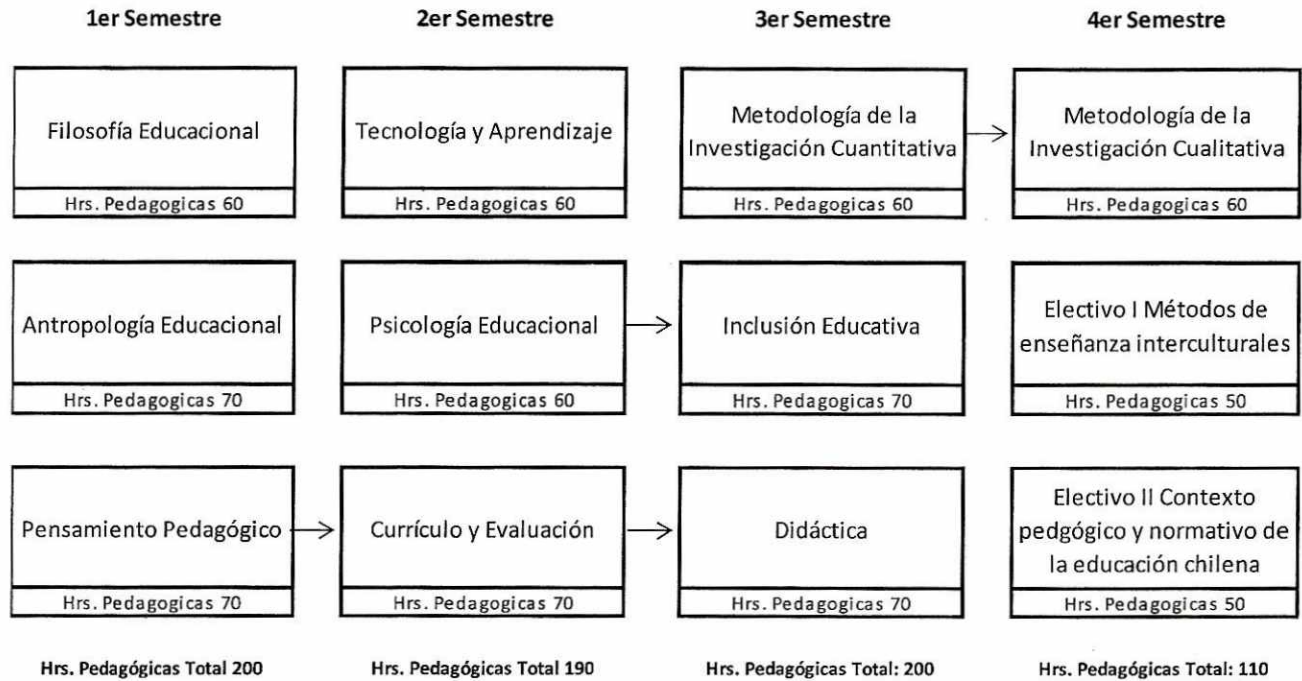 1er Semestre
2er Semestre
3er Semestre
4er Semestre
Filosofía Educacional
Hrs. Pedagogicas 60
Tecnología y Aprendizaje
Hrs. Pedagogicas 60
Metodología de la
Investigación Cuantitativa
Hrs. Pedagogicas 60
Metodología de la
Investigación Cualitativa
Hrs. Pedagogicas 60
Antropología Educacional
Hrs. Pedagogicas 70
Psicología Educacional
Hrs. Pedagogicas 60
Inclusión Educativa
Hrs. Pedagogicas 70
Electivo I Métodos de
enseñanza interculturales
Hrs. Pedagogicas 50
Pensamiento Pedagógico
Hrs. Pedagogicas 70
Currículo y Evaluación
Hrs. Pedagogicas 70
Didáctica
Hrs. Pedagogicas 70
Electivo II Contexto
pedgógico y normativo de
la educación chilena
Hrs. Pedagogicas 50
Hrs. Pedagógicas Total 200
Hrs. Pedagógicas Total 190
Hrs. Pedagógicas Total: 200
Hrs. Pedagógicas Total: 110